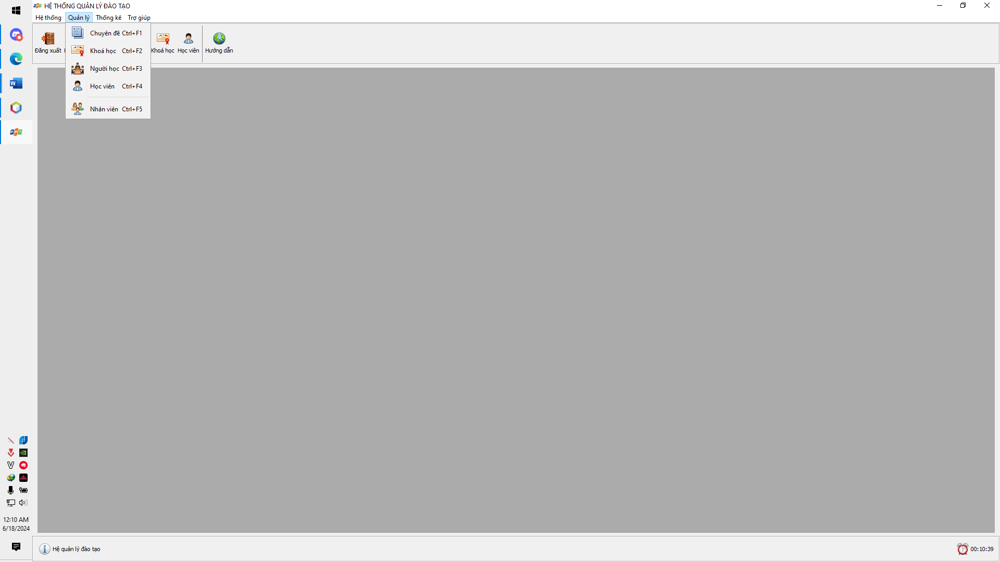 HỆ THỐNG QUẢN LÝ ĐÀO TẠO
Hệ thống Quản lý Thống kê Trợ giúp
Đăng xuất
Khoá học
Học viên
Hướng dẫn
Chuyên đề Ctrl+F1
Khoá học Ctrl+F2
Người học Ctrl+F3
Học viên Ctrl+F4
Nhân viên Ctrl+F5
FPT
12:10 AM
6/18/2024
Hệ quản lý đào tạo
00:10:39